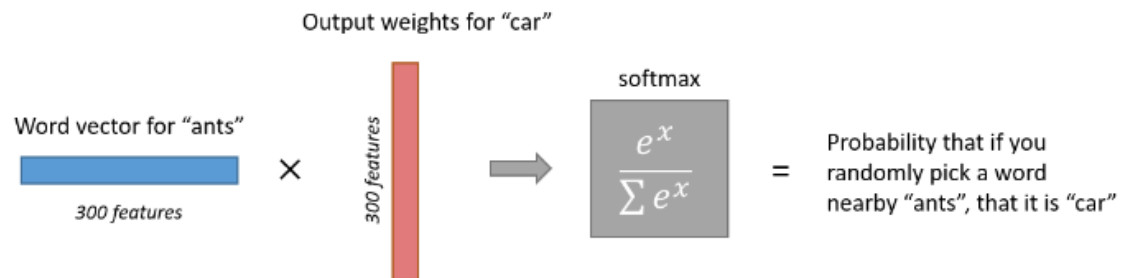 Output weights for “car”
softmax
Word vector for “ants”
300 features
×
300 features
e^x
∑ e^x
=
Probability that if you
randomly pick a word
nearby “ants”, that it is “car”